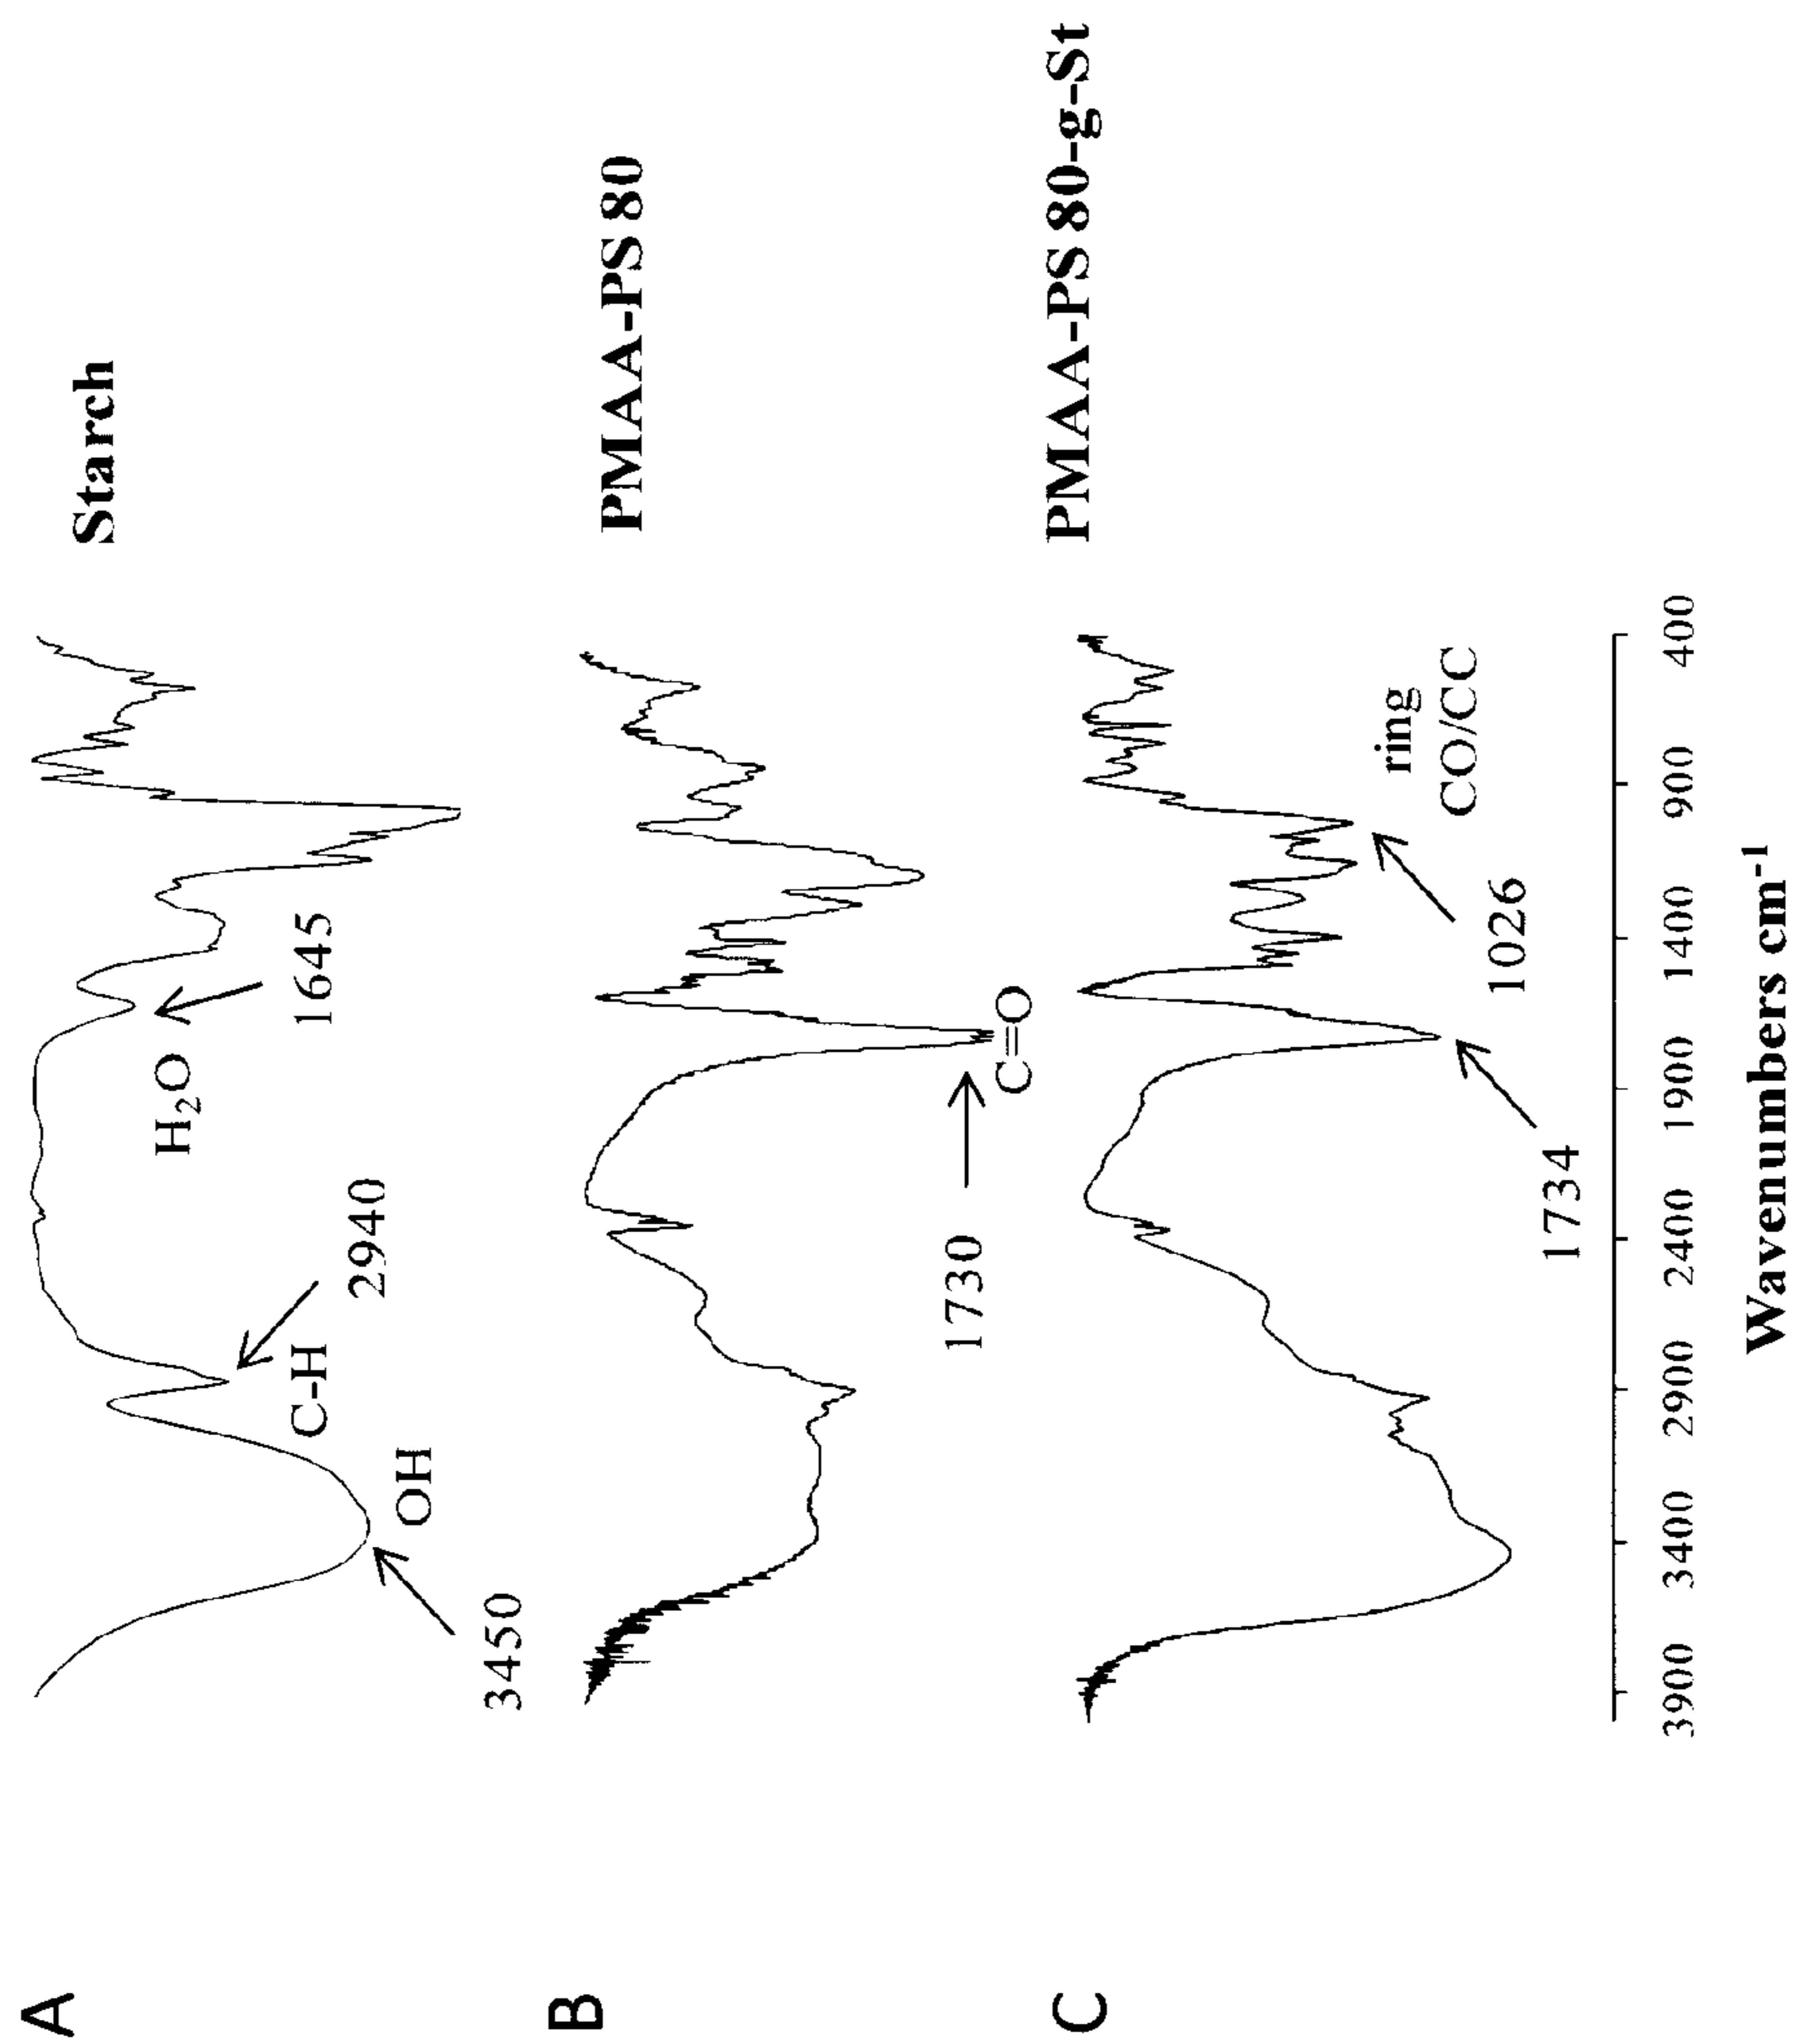 A
Starch
3450
OH
C-H
2940
H₂O
1645
B
PMAA-PS 80
1730
C=O
C
PMAA-PS 80-g-St
1734
1026
ring
CO/CC
3900 3400 2900 2400 1900 1400 900 400
Wavenumbers cm⁻¹